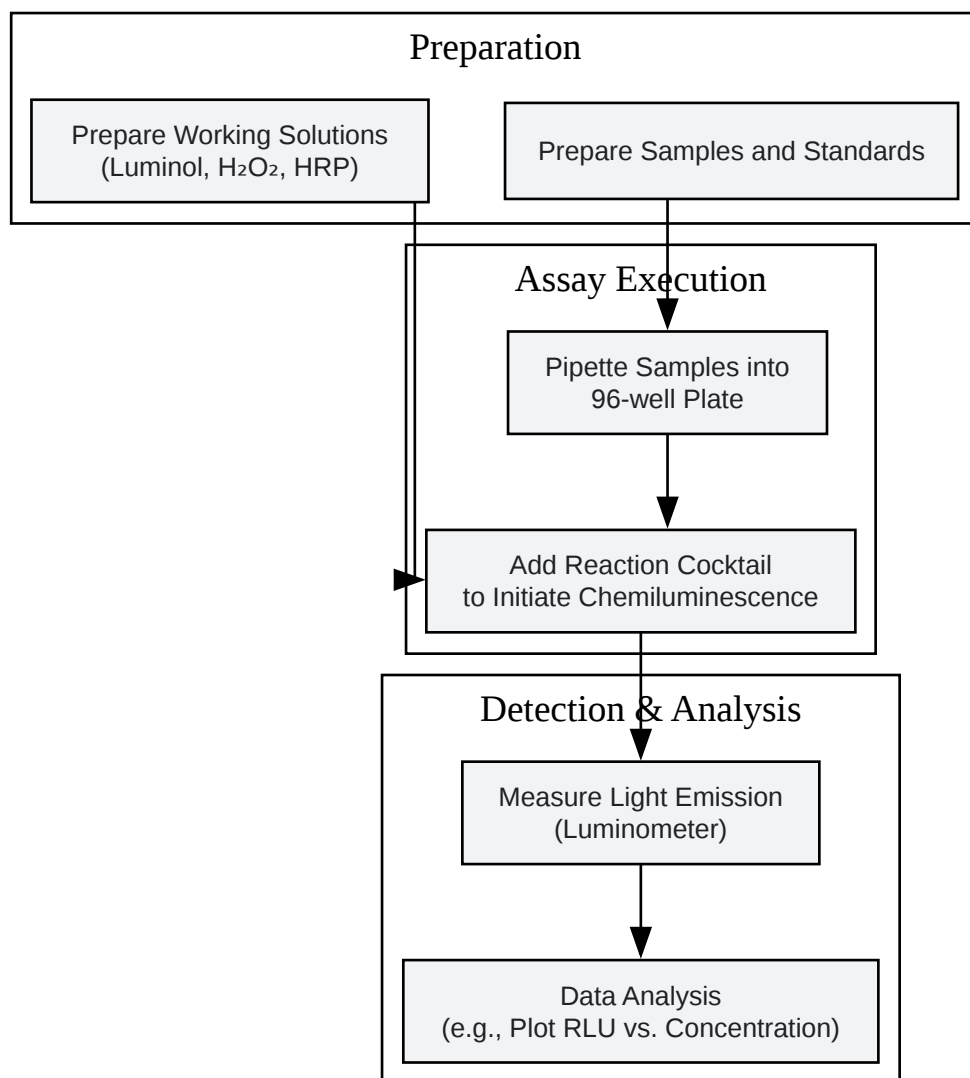 Preparation
Prepare Working Solutions
(Luminol, H₂O₂, HRP)
Prepare Samples and Standards
Assay Execution
Pipette Samples into
96-well Plate
Add Reaction Cocktail
to Initiate Chemiluminescence
Detection & Analysis
Measure Light Emission
(Luminometer)
Data Analysis
(e.g., Plot RLU vs. Concentration)